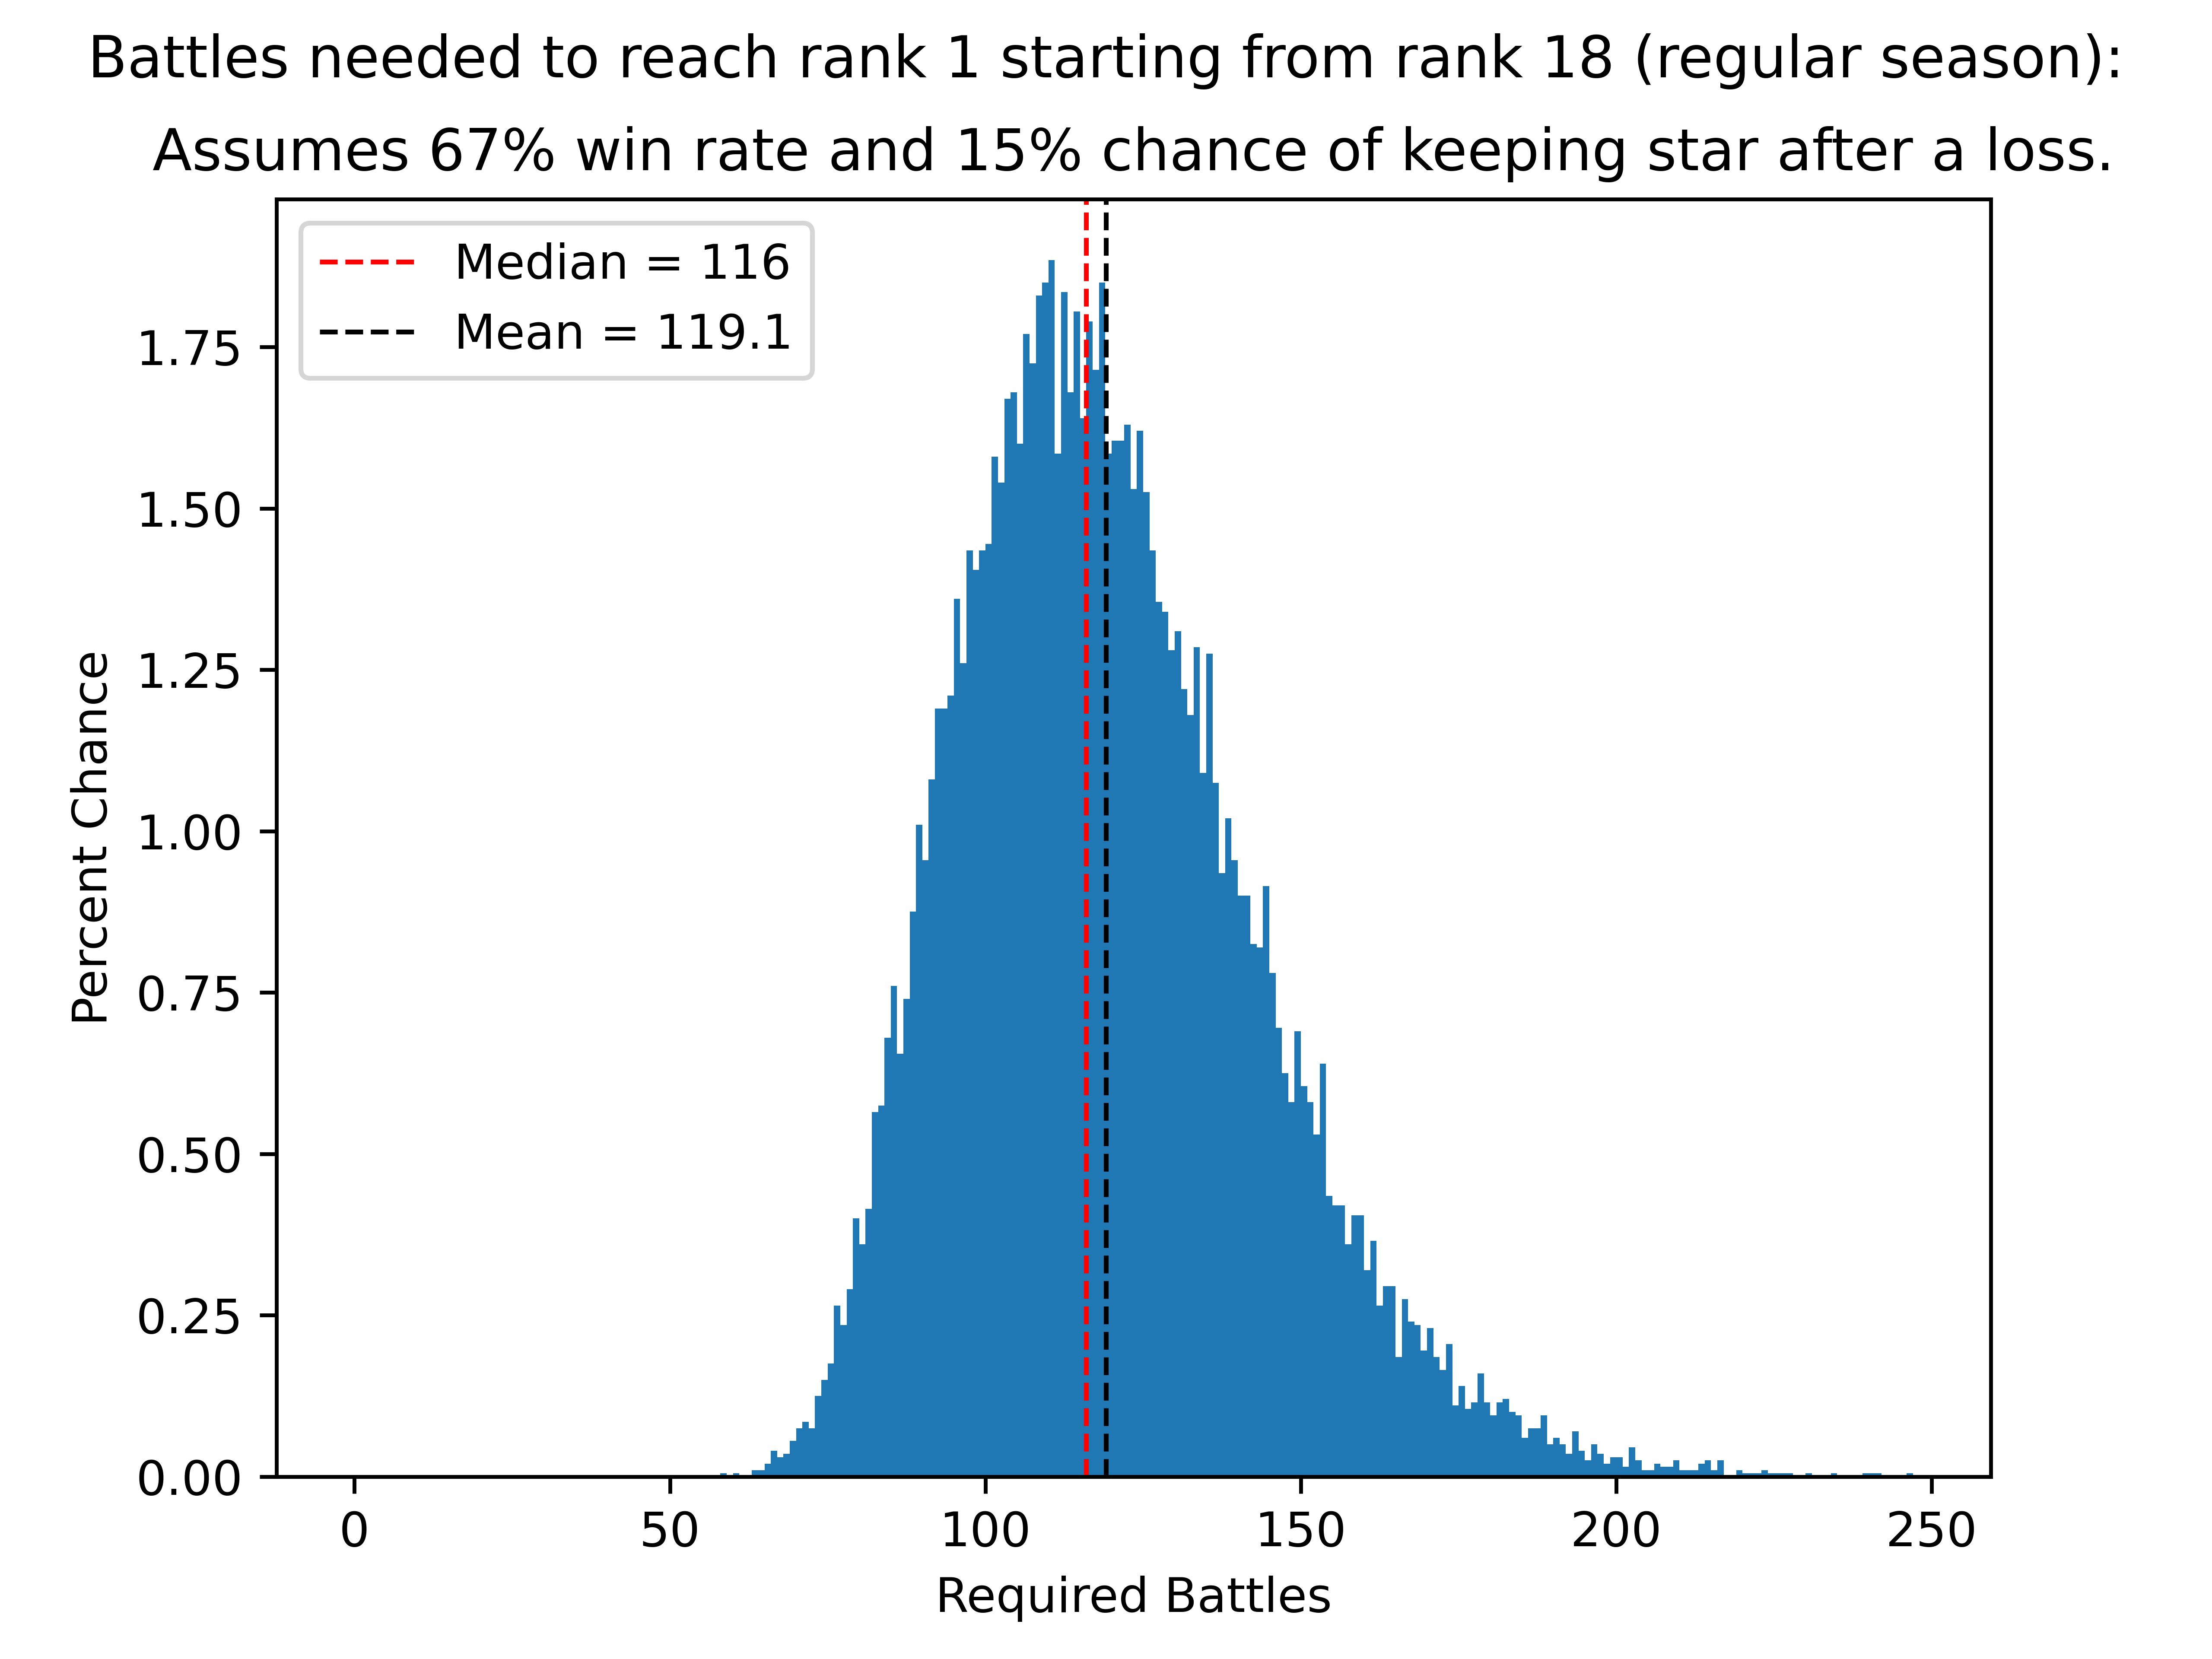 Battles needed to reach rank 1 starting from rank 18 (regular season):
Assumes 67% win rate and 15% chance of keeping star after a loss.
Median = 116
Mean = 119.1
1.75
1.50
1.25
1.00
0.75
0.50
0.25
0.00
Percent Chance
0 50 100 150 200 250
Required Battles